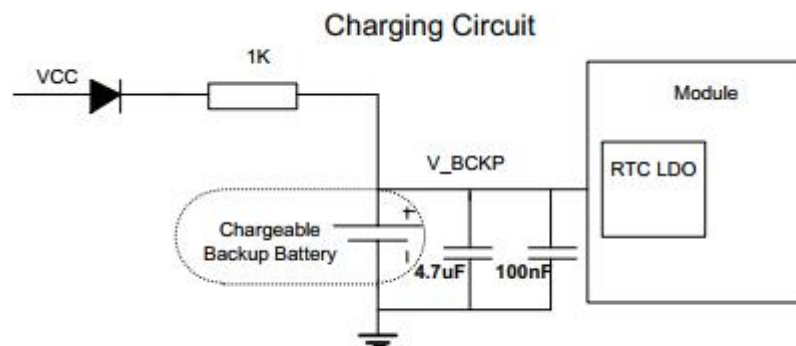 Charging Circuit
1K
VCC
Module
V_BCKP
RTC LDO
Chargeable
Backup Battery
+
-
4.7uF
100nF